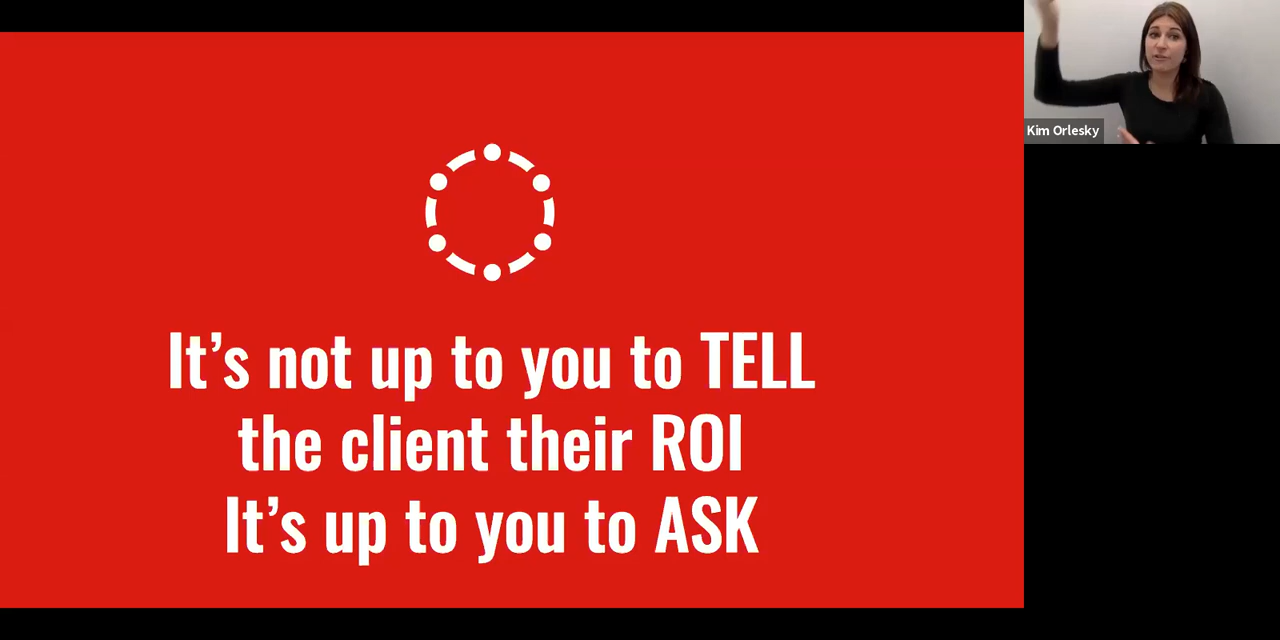 It's not up to you to TELL
the client their ROI
It's up to you to ASK
Kim Orlesky